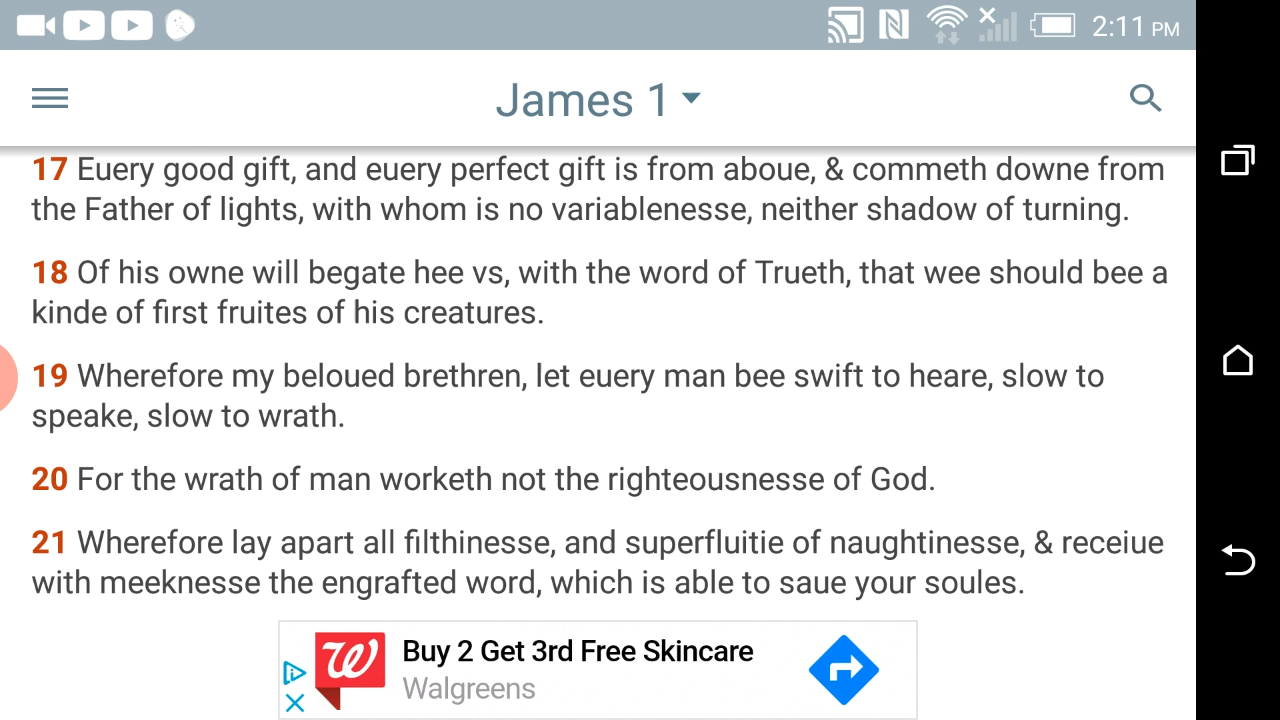 2:11 PM
James 1
17 Euery good gift, and euery perfect gift is from aboue, & commeth downe from
the Father of lights, with whom is no variablenesse, neither shadow of turning.
18 Of his owne will begate hee vs, with the word of Trueth, that wee should bee a
kinde of first fruites of his creatures.
19 Wherefore my beloued brethren, let euery man bee swift to heare, slow to
speake, slow to wrath.
20 For the wrath of man worketh not the righteousnesse of God.
21 Wherefore lay apart all filthinesse, and superfluitie of naughtinesse, & receiue
with meeknesse the engrafted word, which is able to saue your soules.
Buy 2 Get 3rd Free Skincare
Walgreens